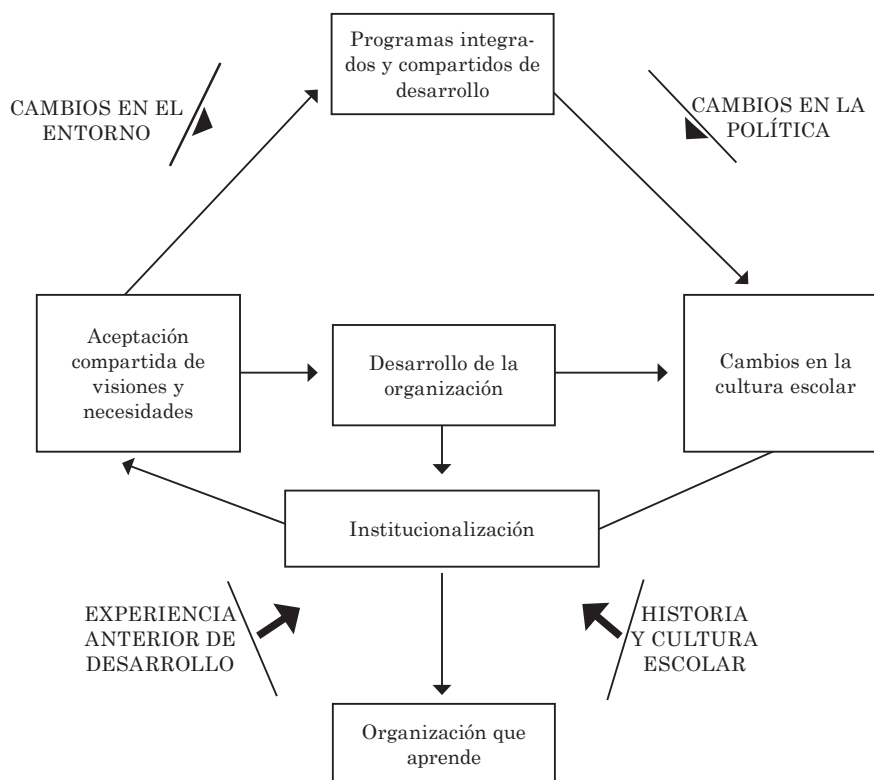 Programas integra-
dos y compartidos de
desarrollo
CAMBIOS EN EL
ENTORNO
CAMBIOS EN LA
POLÍTICA
Aceptación
compartida de
visiones y
necesidades
Desarrollo de la
organización
Cambios en la
cultura escolar
Institucionalización
EXPERIENCIA
ANTERIOR DE
DESARROLLO
HISTORIA
Y CULTURA
ESCOLAR
Organización que
aprende